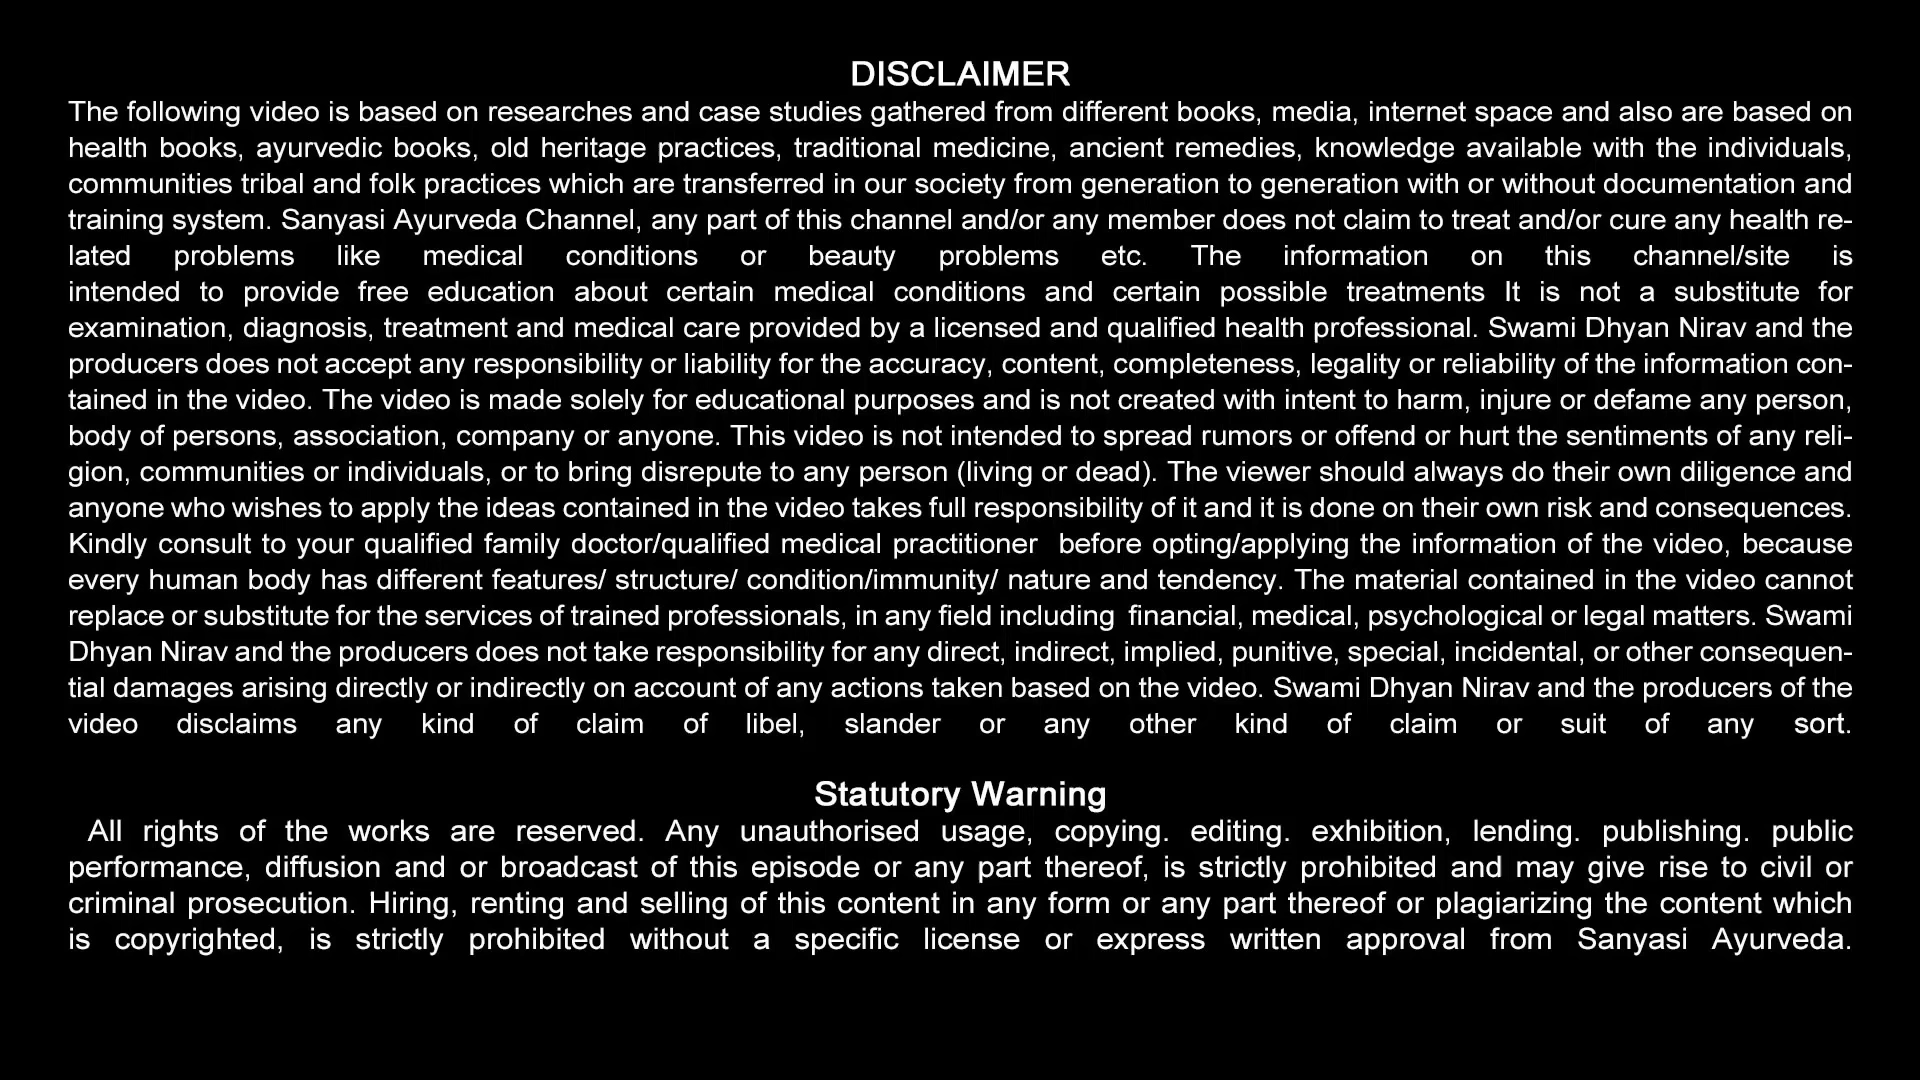 DISCLAIMER
The following video is based on researches and case studies gathered from different books, media, internet space and also are based on
health books, ayurvedic books, old heritage practices, traditional medicine, ancient remedies, knowledge available with the individuals,
communities tribal and folk practices which are transferred in our society from generation to generation with or without documentation and
training system. Sanyasi Ayurveda Channel, any part of this channel and/or any member does not claim to treat and/or cure any health re-
lated problems like medical conditions or beauty problems etc. The information on this channel/site is
intended to provide free education about certain medical conditions and certain possible treatments It is not a substitute for
examination, diagnosis, treatment and medical care provided by a licensed and qualified health professional. Swami Dhyan Nirav and the
producers does not accept any responsibility or liability for the accuracy, content, completeness, legality or reliability of the information con-
tained in the video. The video is made solely for educational purposes and is not created with intent to harm, injure or defame any person,
body of persons, association, company or anyone. This video is not intended to spread rumors or offend or hurt the sentiments of any reli-
gion, communities or individuals, or to bring disrepute to any person (living or dead). The viewer should always do their own diligence and
anyone who wishes to apply the ideas contained in the video takes full responsibility of it and it is done on their own risk and consequences.
Kindly consult to your qualified family doctor/qualified medical practitioner before opting/applying the information of the video, because
every human body has different features/ structure/ condition/immunity/ nature and tendency. The material contained in the video cannot
replace or substitute for the services of trained professionals, in any field including financial, medical, psychological or legal matters. Swami
Dhyan Nirav and the producers does not take responsibility for any direct, indirect, implied, punitive, special, incidental, or other consequen-
tial damages arising directly or indirectly on account of any actions taken based on the video. Swami Dhyan Nirav and the producers of the
video disclaims any kind of claim of libel, slander or any other kind of claim or suit of any sort.
Statutory Warning
All rights of the works are reserved. Any unauthorised usage, copying. editing. exhibition, lending. publishing. public
performance, diffusion and or broadcast of this episode or any part thereof, is strictly prohibited and may give rise to civil or
criminal prosecution. Hiring, renting and selling of this content in any form or any part thereof or plagiarizing the content which
is copyrighted, is strictly prohibited without a specific license or express written approval from Sanyasi Ayurveda.